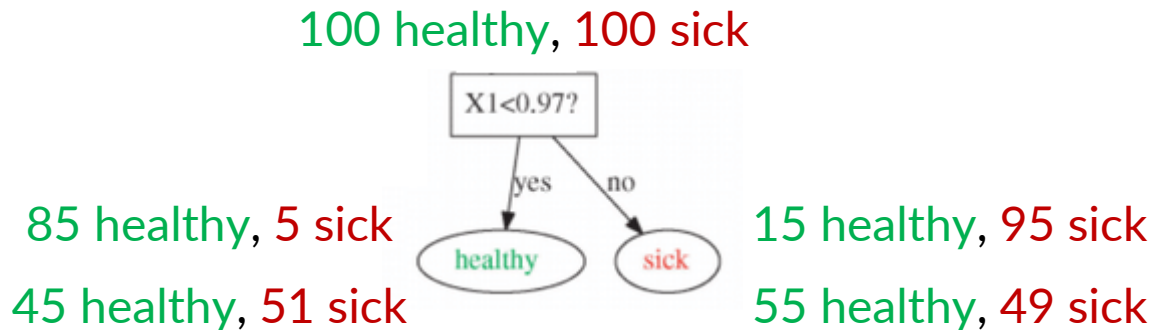 100 healthy, 100 sick
X1<0.97?
yes no
85 healthy, 5 sick
healthy
sick
15 healthy, 95 sick
45 healthy, 51 sick
55 healthy, 49 sick